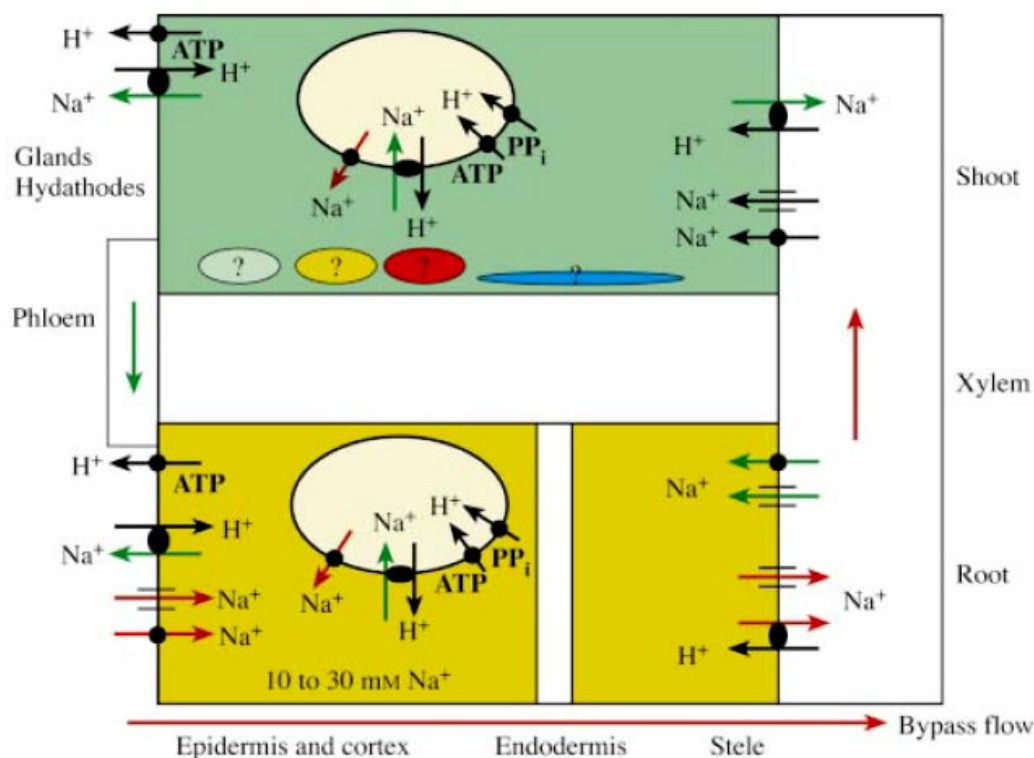 H⁺
ATP
H⁺
Na⁺
Glands
Hydathodes
Na⁺
H⁺
PPᵢ
ATP
Na⁺
H⁺
? ? ? ?
Na⁺
H⁺
Na⁺
Na⁺
Shoot
Phloem
Xylem
H⁺
ATP
H⁺
Na⁺
Na⁺
Na⁺
Na⁺
H⁺
PPᵢ
ATP
Na⁺
H⁺
10 to 30 mM Na⁺
Na⁺
Na⁺
H⁺
Root
Bypass flow
Epidermis and cortex Endodermis Stele